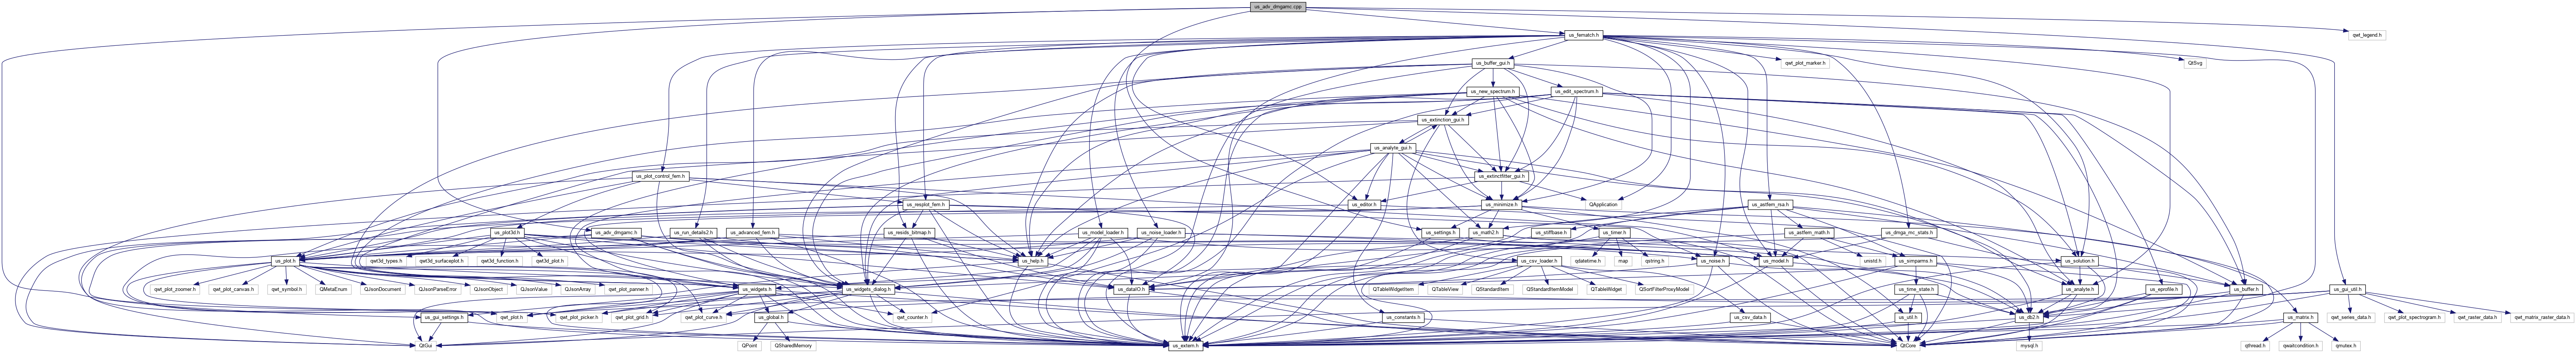 us_adv_dmgamc.cpp
us_fematch.h
qwt_legend.h
us_buffer_gui.h
qwt_plot_marker.h
QtSvg
us_new_spectrum.h
us_edit_spectrum.h
us_extinction_gui.h
us_analyte_gui.h
us_plot_control_fem.h
us_extinctfitter_gui.h
us_resplot_fem.h
us_editor.h
us_minimize.h
QApplication
us_astfem_rsa.h
us_plot3d.h
us_adv_dmgamc.h
us_run_details2.h
us_advanced_fem.h
us_resids_bitmap.h
us_model_loader.h
us_noise_loader.h
us_settings.h
us_math2.h
us_stiffbase.h
us_timer.h
us_astfem_math.h
us_dmga_mc_stats.h
us_plot.h
qwt3d_types.h
qwt3d_surfaceplot.h
qwt3d_function.h
qwt3d_plot.h
us_help.h
us_csv_loader.h
qdatetime.h
map
qstring.h
us_noise.h
us_model.h
unistd.h
us_simparms.h
us_solution.h
qwt_plot_zoomer.h
qwt_plot_canvas.h
qwt_symbol.h
QMetaEnum
QJsonDocument
QJsonParseError
QJsonObject
QJsonValue
QJsonArray
qwt_plot_panner.h
us_widgets.h
us_widgets_dialog.h
us_dataIO.h
QTableWidgetItem
QTableView
QStandardItem
QStandardItemModel
QTableWidget
QSortFilterProxyModel
us_time_state.h
us_analyte.h
us_eprofile.h
us_buffer.h
us_gui_util.h
us_gui_settings.h
qwt_plot.h
qwt_plot_picker.h
qwt_plot_grid.h
qwt_plot_curve.h
us_global.h
qwt_counter.h
us_constants.h
us_csv_data.h
us_util.h
us_db2.h
us_matrix.h
qwt_series_data.h
qwt_plot_spectrogram.h
qwt_raster_data.h
qwt_matrix_raster_data.h
QtGui
QPoint
QSharedMemory
us_extern.h
QtCore
mysql.h
qthread.h
qwaitcondition.h
qmutex.h